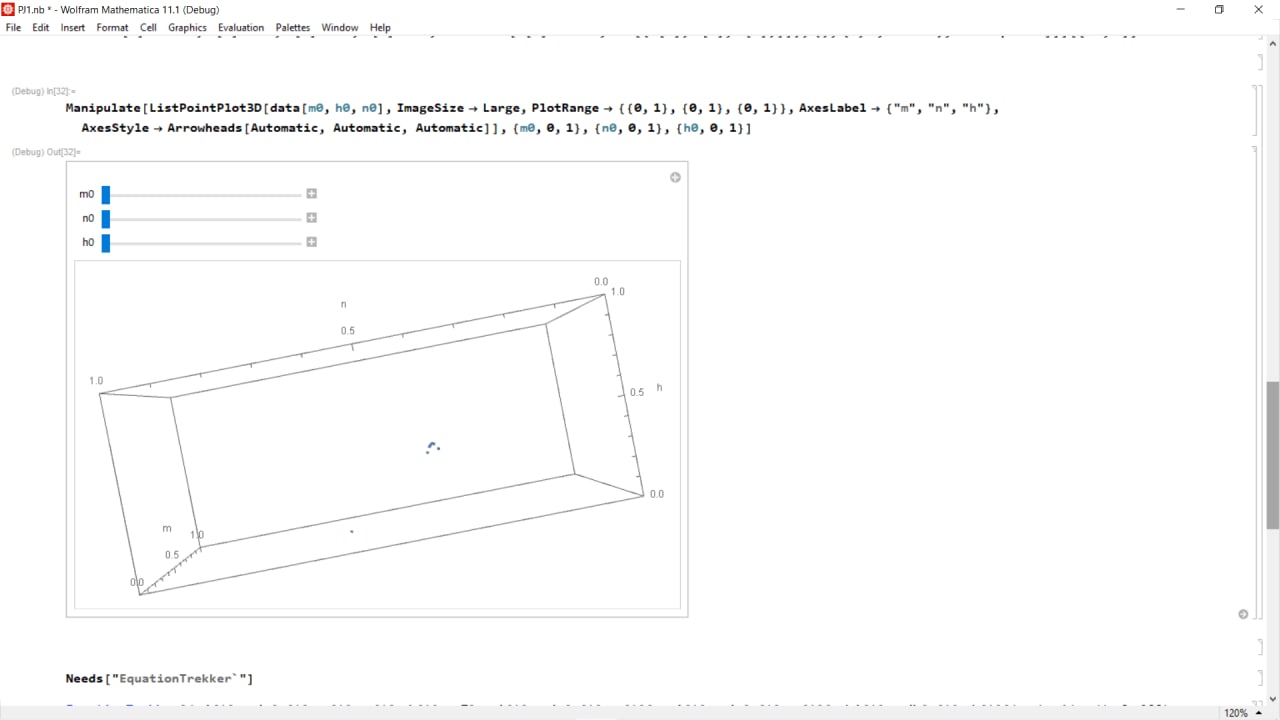 PJ1.nb * - Wolfram Mathematica 11.1 (Debug)
File Edit Insert Format Cell Graphics Evaluation Palettes Window Help
(Debug) In[32]:=
Manipulate[ListPointPlot3D[data[m0, h0, n0], ImageSize → Large, PlotRange → {{0, 1}, {0, 1}, {0, 1}}, AxesLabel → {"m", "n", "h"},
AxesStyle → Arrowheads[Automatic, Automatic, Automatic]], {m0, 0, 1}, {n0, 0, 1}, {h0, 0, 1}]
(Debug) Out[32]=
m0
n0
h0
0.0
1.0
n
0.5
1.0
h
0.5
0.0
m
1.0
0.5
0.0
Needs["EquationTrekker`"]
120%